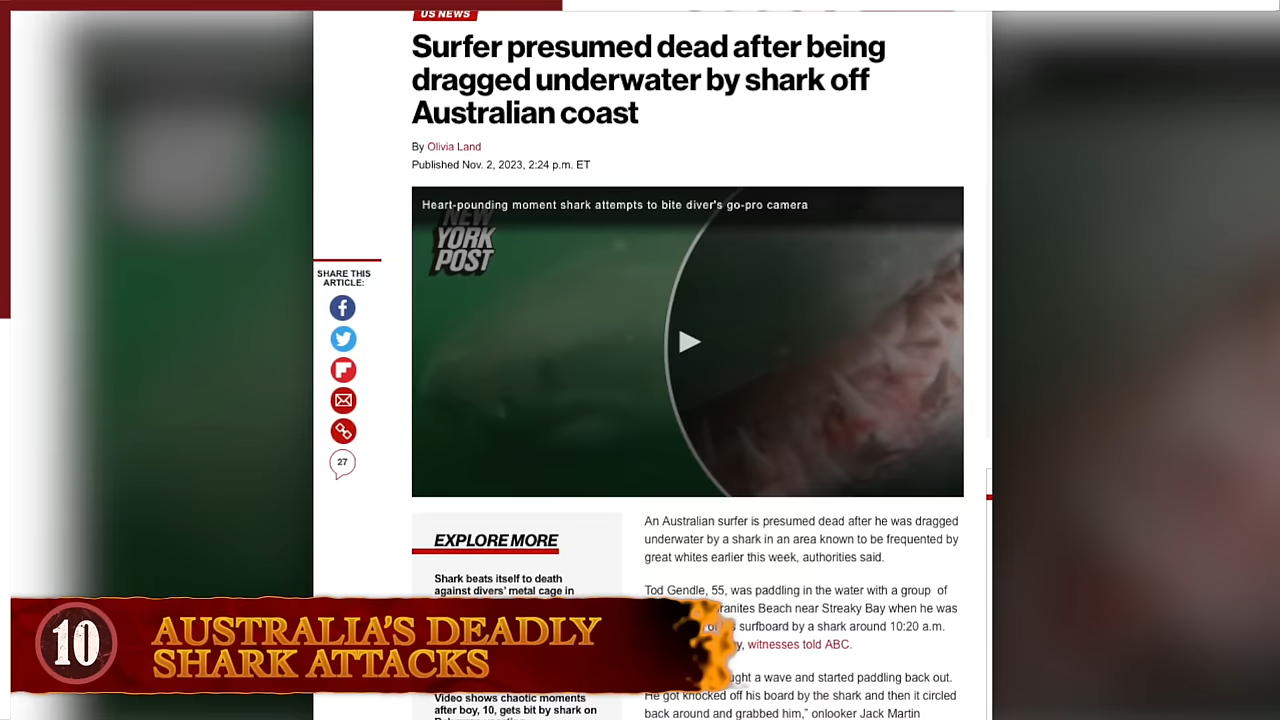 US NEWS
Surfer presumed dead after being
dragged underwater by shark off
Australian coast
By Olivia Land
Published Nov. 2, 2023, 2:24 p.m. ET
Heart-pounding moment shark attempts to bite diver's go-pro camera
NEW
YORK
POST
SHARE THIS
ARTICLE:
27
EXPLORE MORE
Shark beats itself to death
against divers' metal cage in
An Australian surfer is presumed dead after he was dragged
underwater by a shark in an area known to be frequented by
great whites earlier this week, authorities said.
Tod Gendle, 55, was paddling in the water with a group of
Beach near Streaky Bay when he was
surfboard by a shark around 10:20 a.m.
witnesses told ABC.
a wave and started paddling back out.
He got knocked off his board by the shark and then it circled
back around and grabbed him," onlooker Jack Martin
10
AUSTRALIA'S DEADLY
SHARK ATTACKS
Video shows chaotic moments
after boy, 10, gets bit by shark on